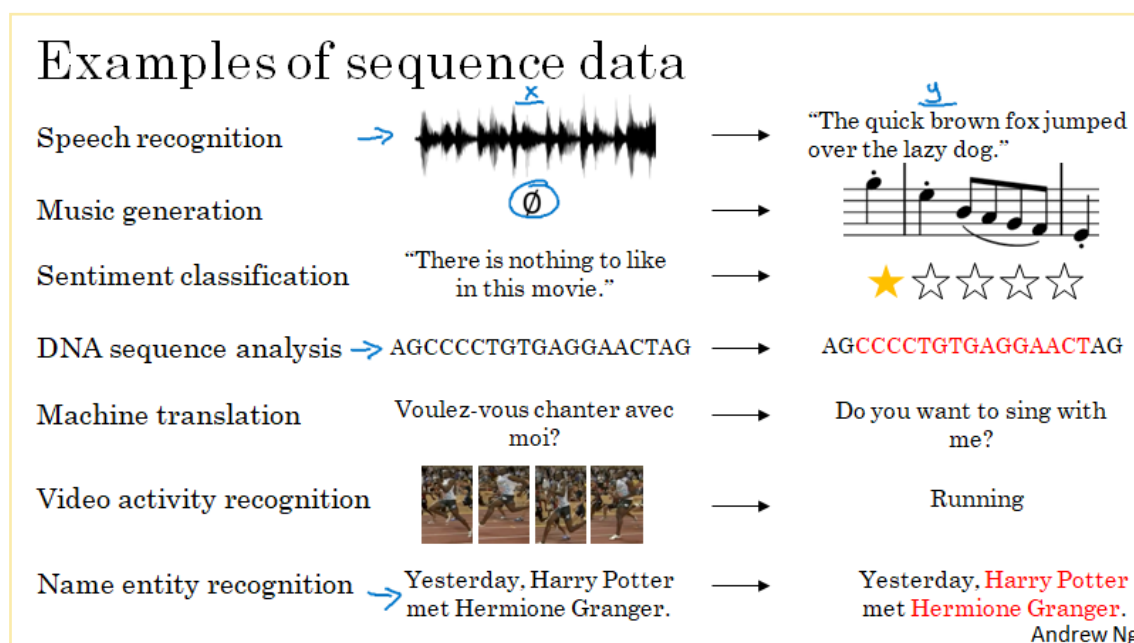 Examples of sequence data
x
y
Speech recognition
“The quick brown fox jumped
over the lazy dog.”
Music generation
∅
Sentiment classification
“There is nothing to like
in this movie.”
DNA sequence analysis
AGCCCCTGTGAGGAACTAG
AGCCCCTGTGAGGAACTAG
Machine translation
Voulez-vous chanter avec
moi?
Do you want to sing with
me?
Video activity recognition
Running
Name entity recognition
Yesterday, Harry Potter
met Hermione Granger.
Yesterday, Harry Potter
met Hermione Granger.
Andrew Ng